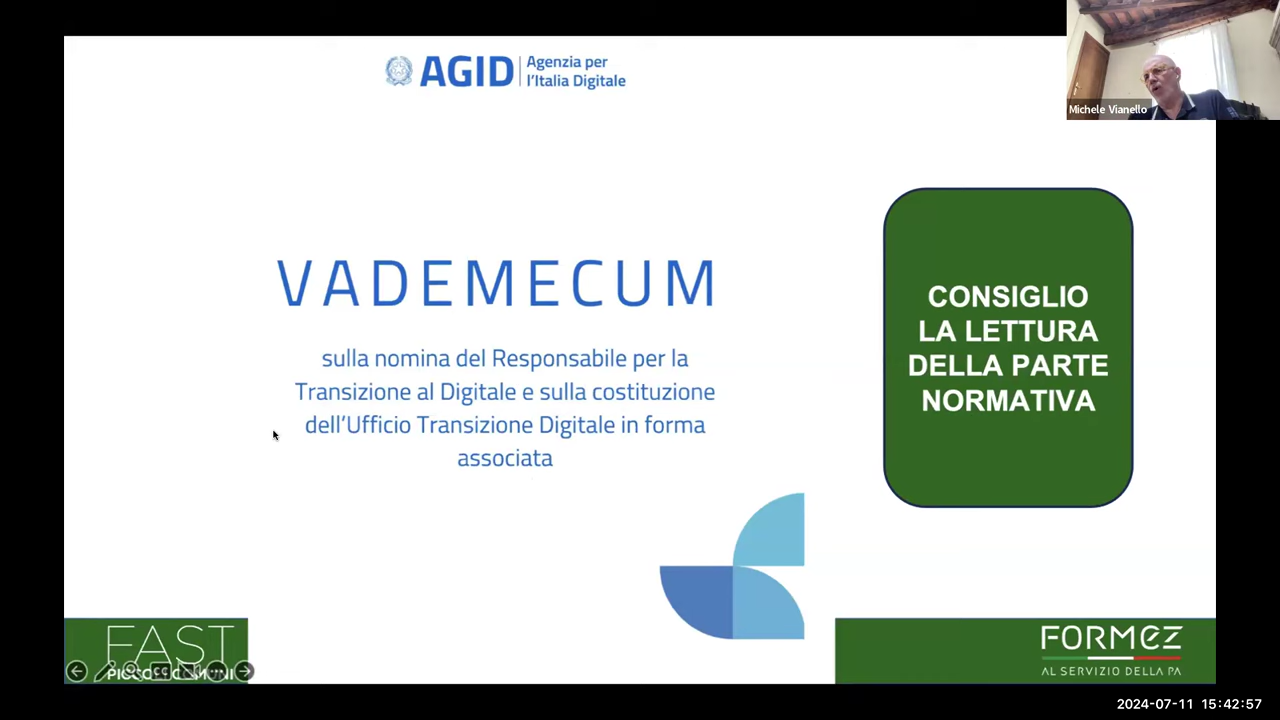 AGID
Agenzia per
l'Italia Digitale
Michele Vianello
VADEMECUM
sulla nomina del Responsabile per la
Transizione al Digitale e sulla costituzione
dell'Ufficio Transizione Digitale in forma
associata
CONSIGLIO
LA LETTURA
DELLA PARTE
NORMATIVA
FAST
PICCOLI COMUNI
FORMEZ
AL SERVIZIO DELLA PA
2024-07-11 15:42:57